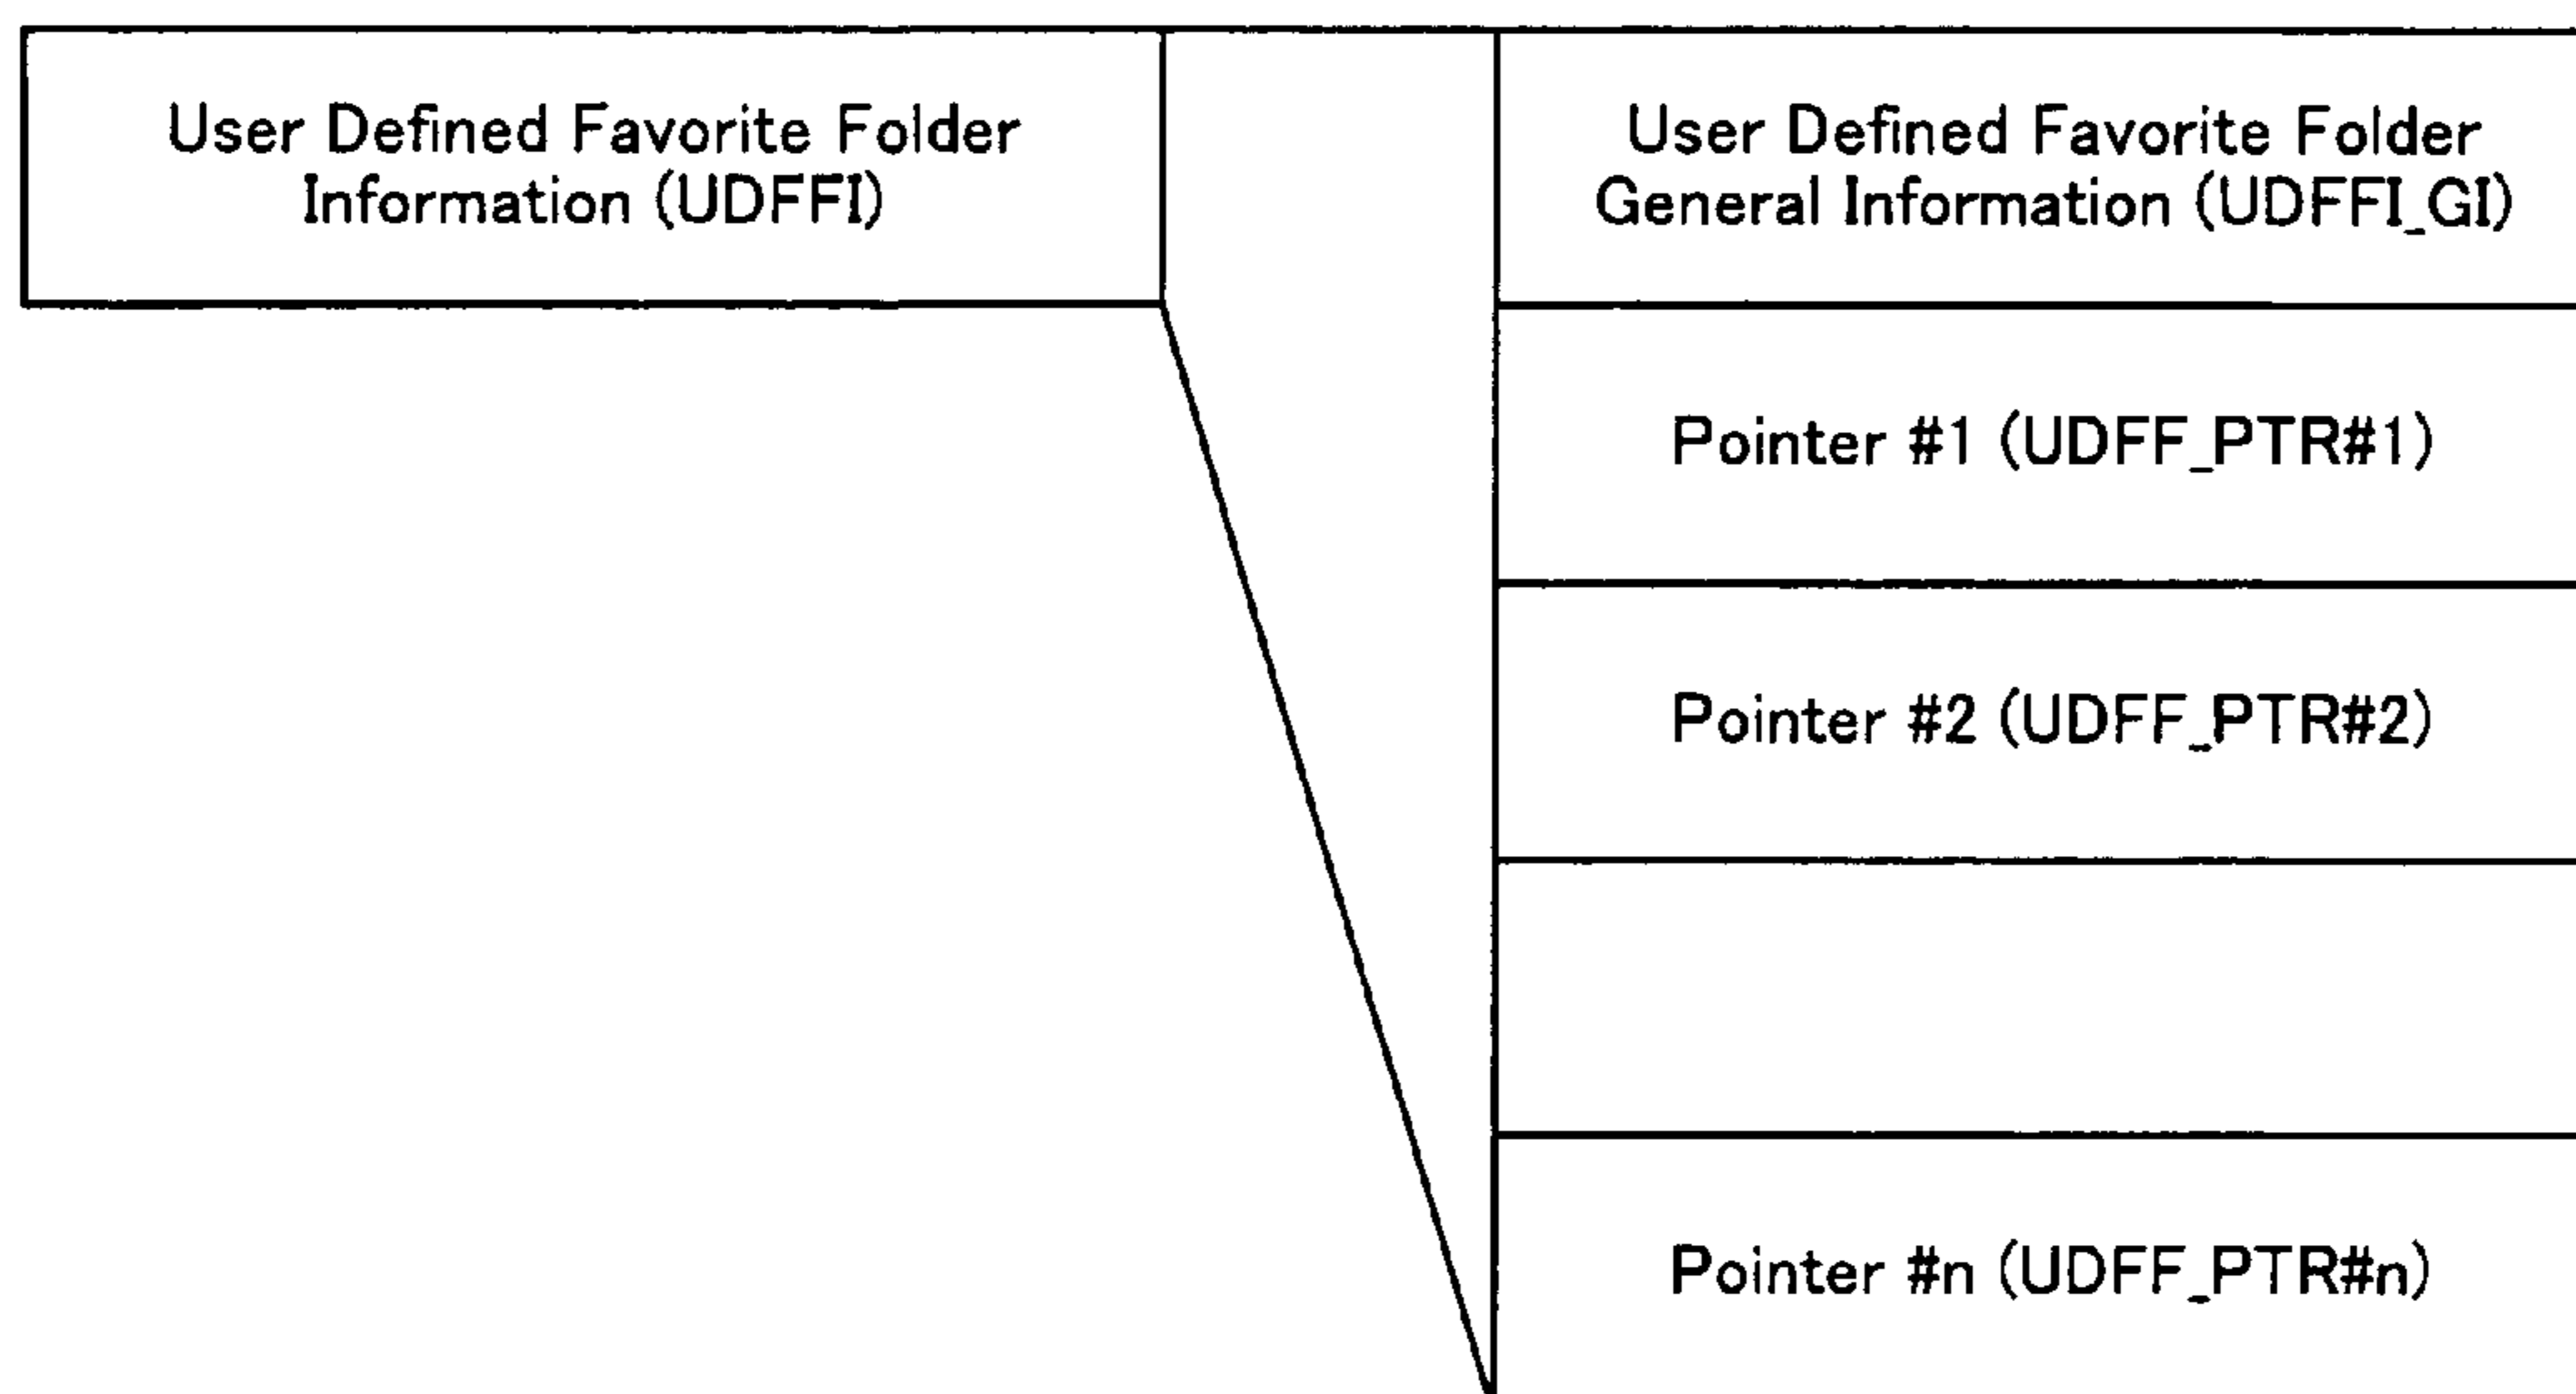 User Defined Favorite Folder
Information (UDFFI)
User Defined Favorite Folder
General Information (UDFFI_GI)
Pointer #1 (UDFF_PTR#1)
Pointer #2 (UDFF_PTR#2)
Pointer #n (UDFF_PTR#n)